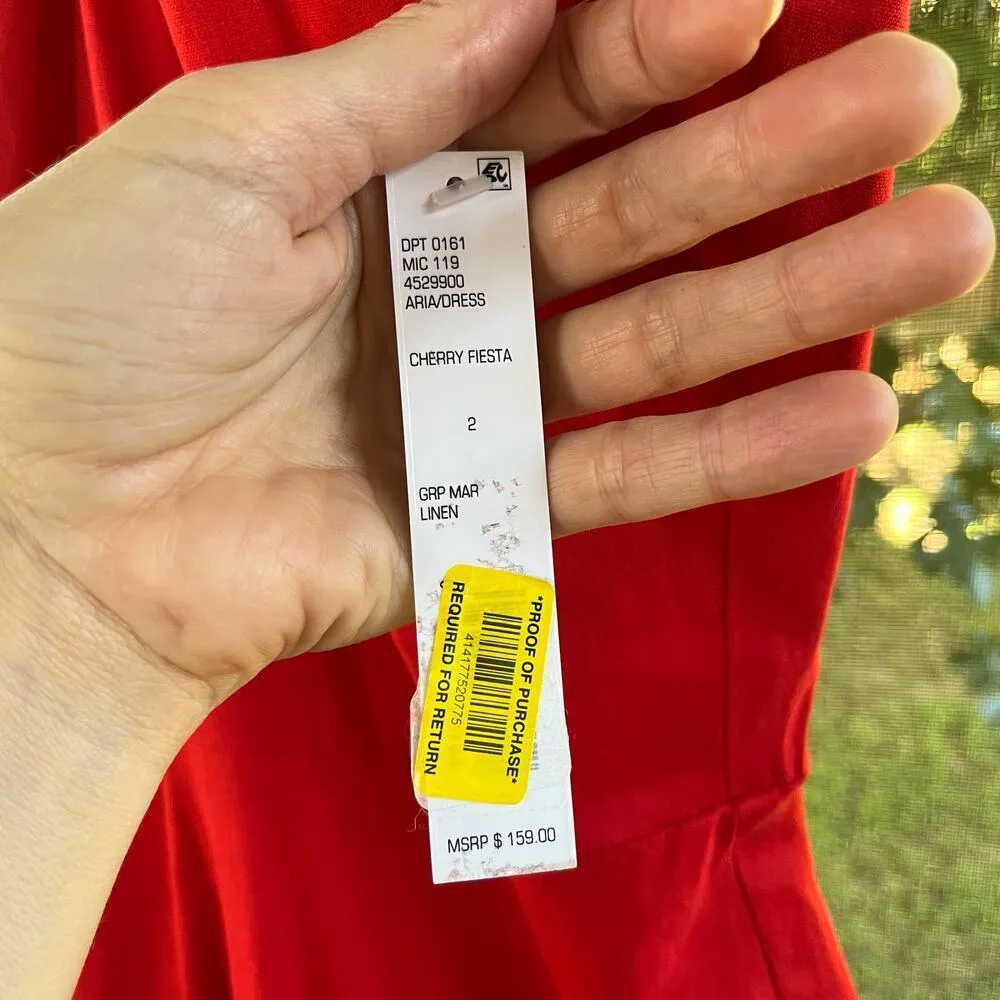 DPT 0161
MIC 119
4529900
ARIA/DRESS
CHERRY FIESTA
2
GRP MAR
LINEN
*PROOF OF PURCHASE*
414177520775
REQUIRED FOR RETURN
MSRP $ 159.00